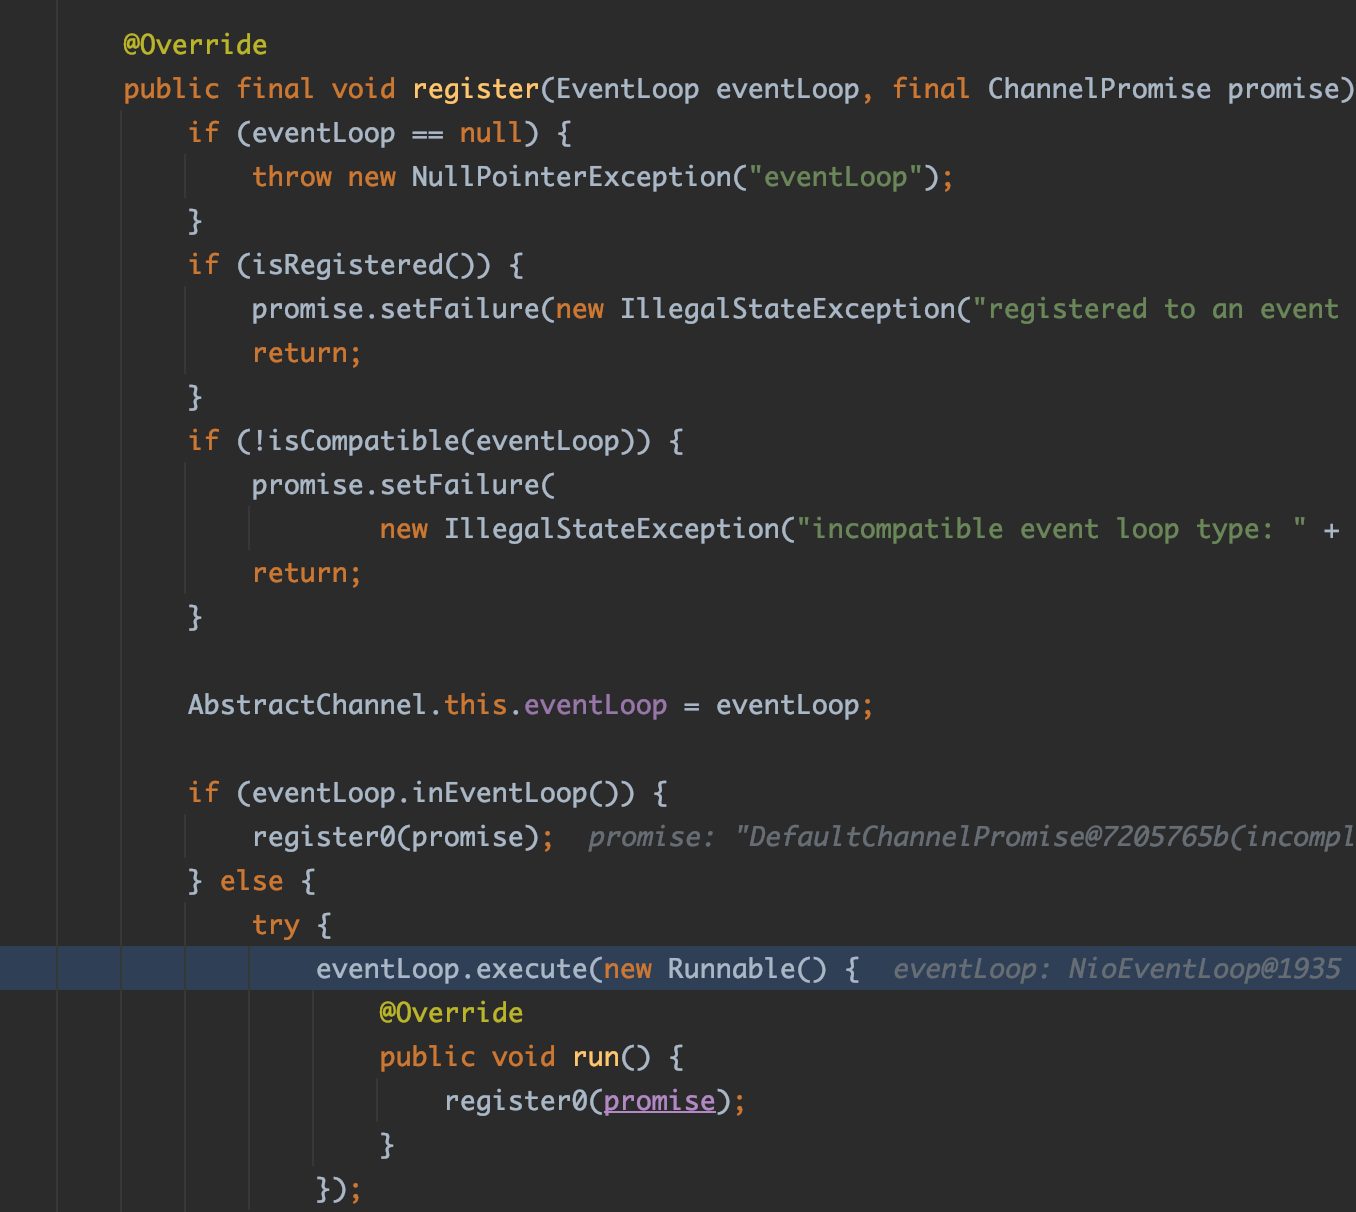 @Override
public final void register(EventLoop eventLoop, final ChannelPromise promise)
if (eventLoop == null) {
throw new NullPointerException("eventLoop");
}
if (isRegistered()) {
promise.setFailure(new IllegalStateException("registered to an event
return;
}
if (!isCompatible(eventLoop)) {
promise.setFailure(
new IllegalStateException("incompatible event loop type: " +
return;
}
AbstractChannel.this.eventLoop = eventLoop;
if (eventLoop.inEventLoop()) {
register0(promise); promise: "DefaultChannelPromise@7205765b(incompl
} else {
try {
eventLoop.execute(new Runnable() { eventLoop: NioEventLoop@1935
@Override
public void run() {
register0(promise);
}
});